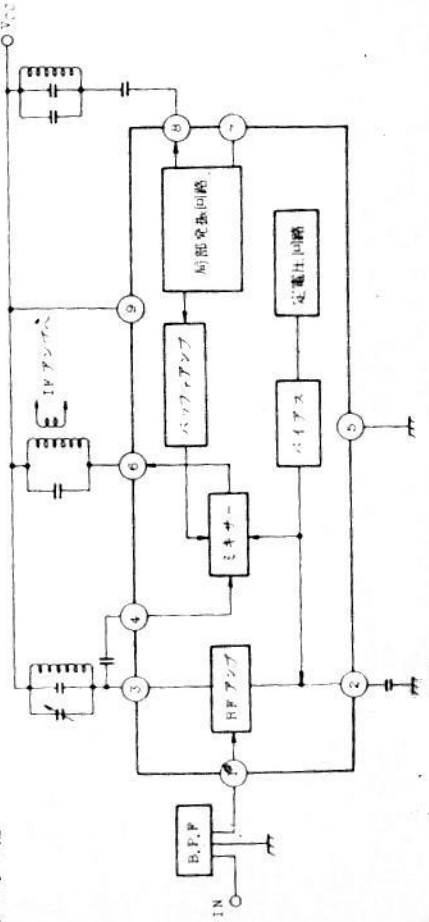 VCC
IFアンプへ
8
7
9
6
4
3
局部発振回路
バッファアンプ
定電圧回路
ミキサー
バイアス
5
RFアンプ
2
1
B.P.F
IN